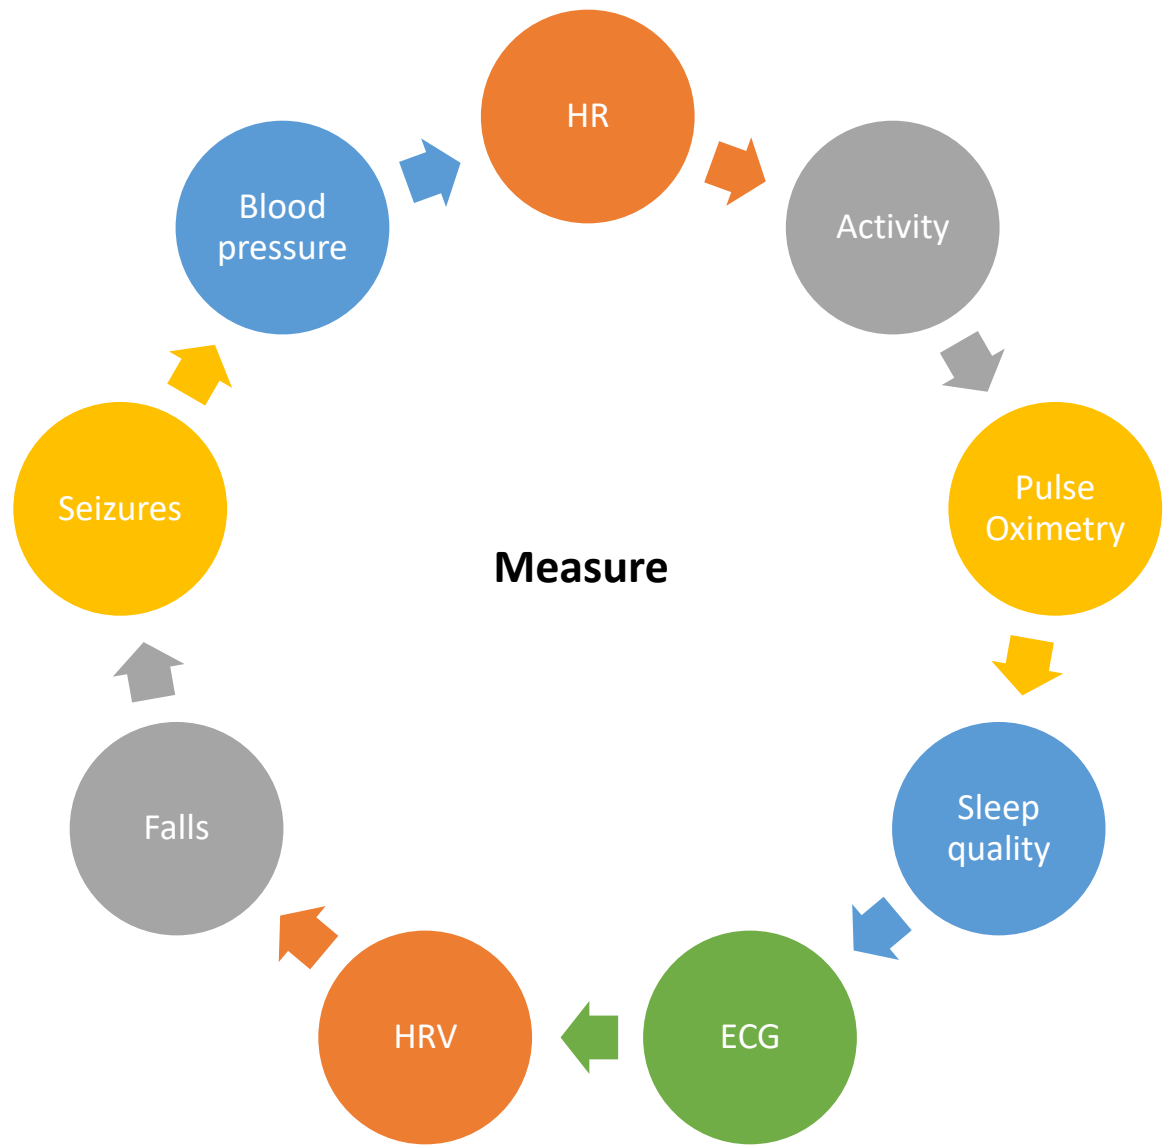 HR
Activity
Pulse
Oximetry
Sleep
quality
ECG
HRV
Falls
Seizures
Blood
pressure
Measure